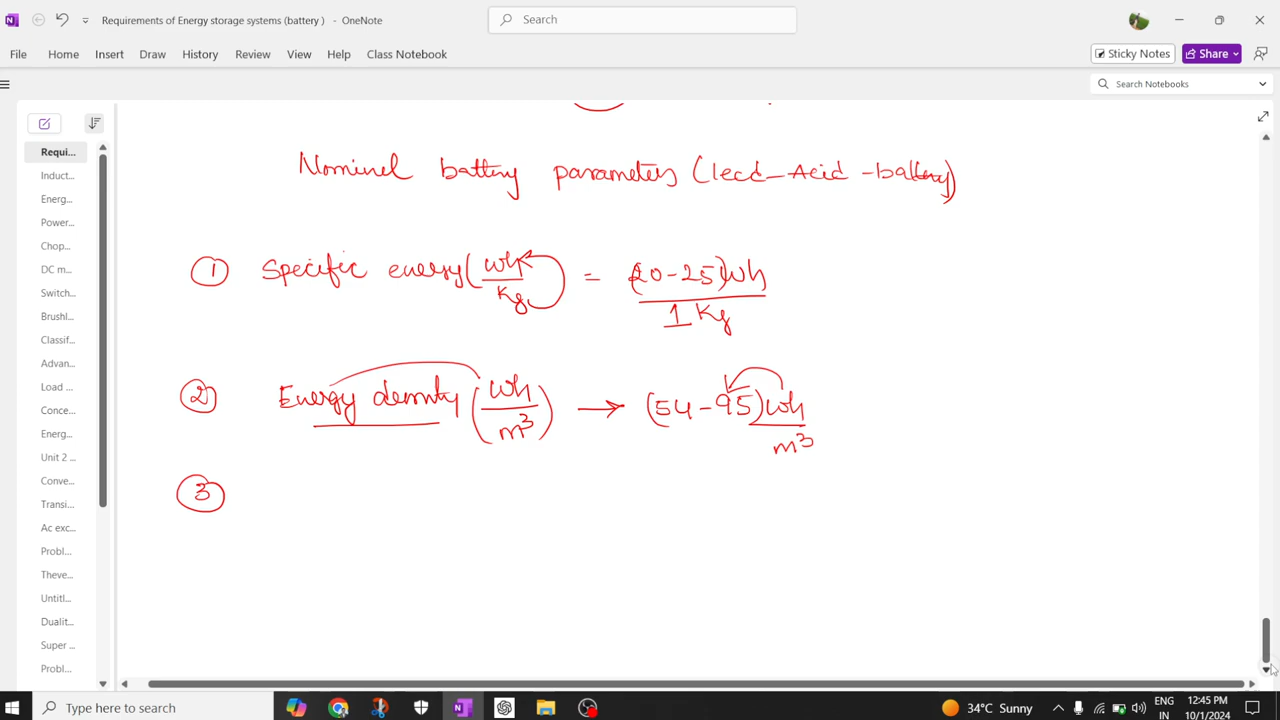 Requirements of Energy storage systems (battery ) - OneNote
Search
File Home Insert Draw History Review View Help Class Notebook
Sticky Notes Share
Search Notebooks
Requi...
Induct...
Energ...
Power...
Chop...
DC m...
Switch...
Brushl...
Classif...
Advan...
Load ...
Conce...
Energ...
Unit 2 ...
Conve...
Transi...
Ac exc...
Probl...
Theve...
Untitl...
Dualit...
Super ...
Probl...
Nominel battery parameters (lecd-Acid-battery)
① Specific energy (Wh/Kg) = (20-25)Wh/1 Kg
② Energy density (Wh/m³) → (54-95)Wh/m³
③
Type here to search
34°C Sunny
ENG
IN
12:45 PM
10/1/2024